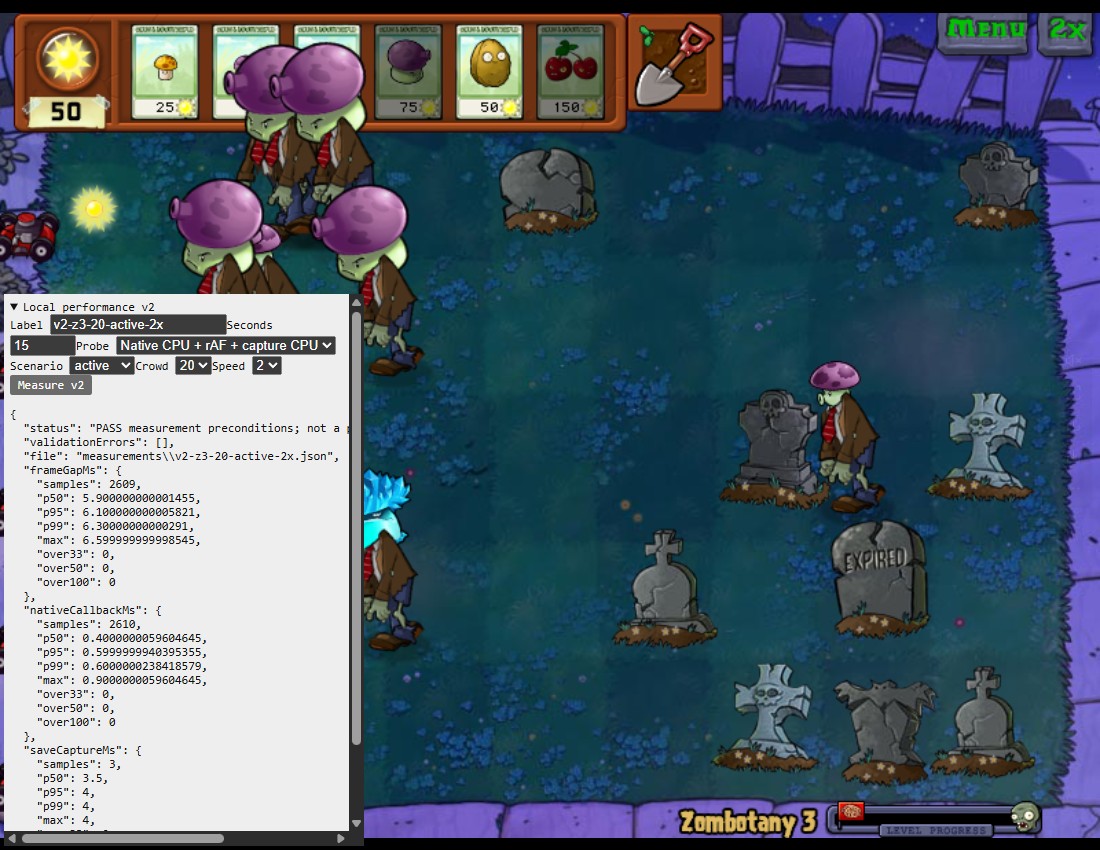 Menu
2x
50
25
75
50
150
▼ Local performance v2
Label v2-z3-20-active-2x Seconds
15 Probe Native CPU + rAF + capture CPU
Scenario active Crowd 20 Speed 2
Measure v2
{
"status": "PASS measurement preconditions; not a
"validationErrors": [],
"file": "measurements\\v2-z3-20-active-2x.json",
"frameGapMs": {
"samples": 2609,
"p50": 5.900000000001455,
"p95": 6.100000000005821,
"p99": 6.30000000000291,
"max": 6.599999999998545,
"over33": 0,
"over50": 0,
"over100": 0
},
"nativeCallbackMs": {
"samples": 2610,
"p50": 0.4000000059604645,
"p95": 0.5999999940395355,
"p99": 0.6000000238418579,
"max": 0.9000000059604645,
"over33": 0,
"over50": 0,
"over100": 0
},
"saveCaptureMs": {
"samples": 3,
"p50": 3.5,
"p95": 4,
"p99": 4,
"max": 4,
EXPIRED
Zombotany 3
LEVEL PROGRESS